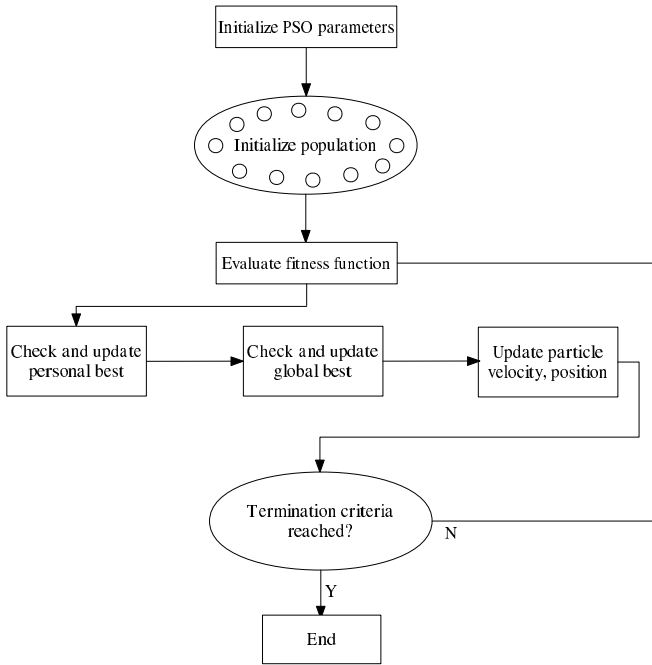 Initialize PSO parameters
Initialize population
Evaluate fitness function
Check and update
personal best
Check and update
global best
Update particle
velocity, position
Termination criteria
reached?
N
Y
End